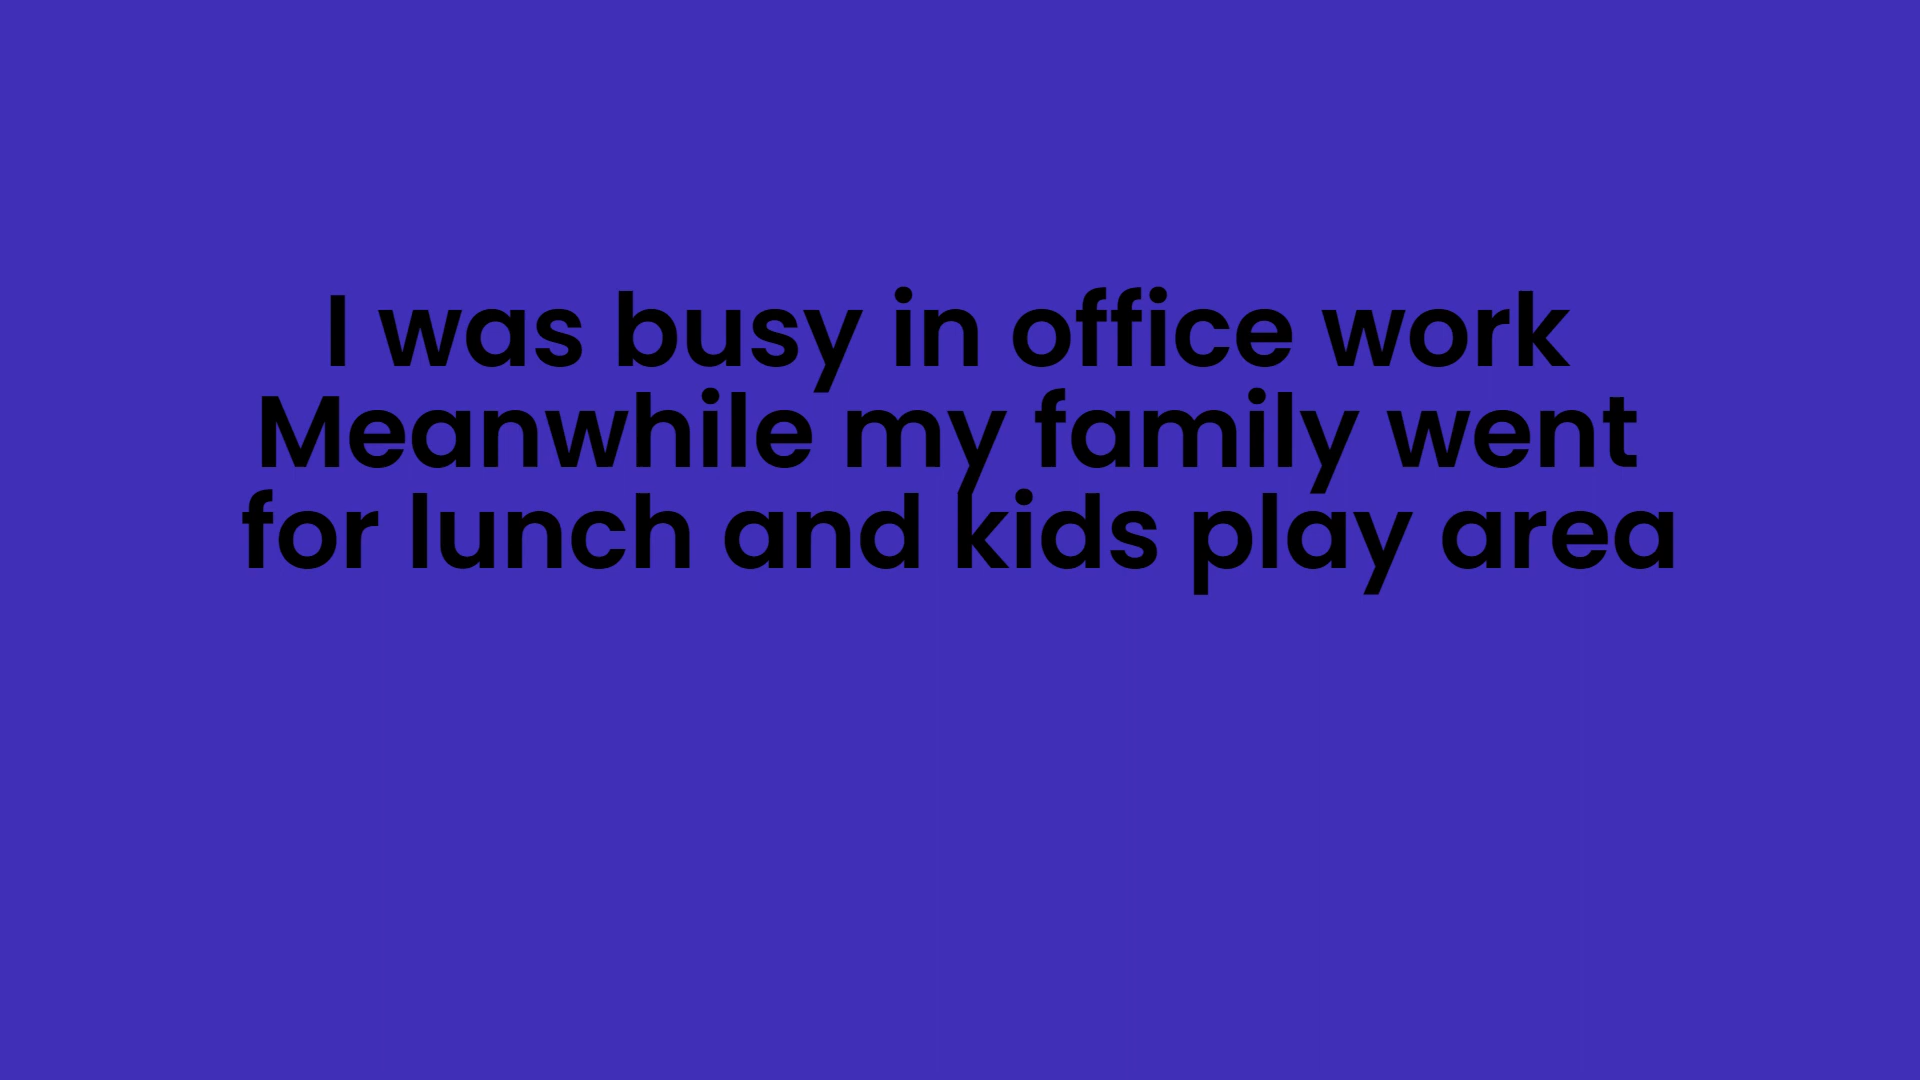 I was busy in office work
Meanwhile my family went
for lunch and kids play area